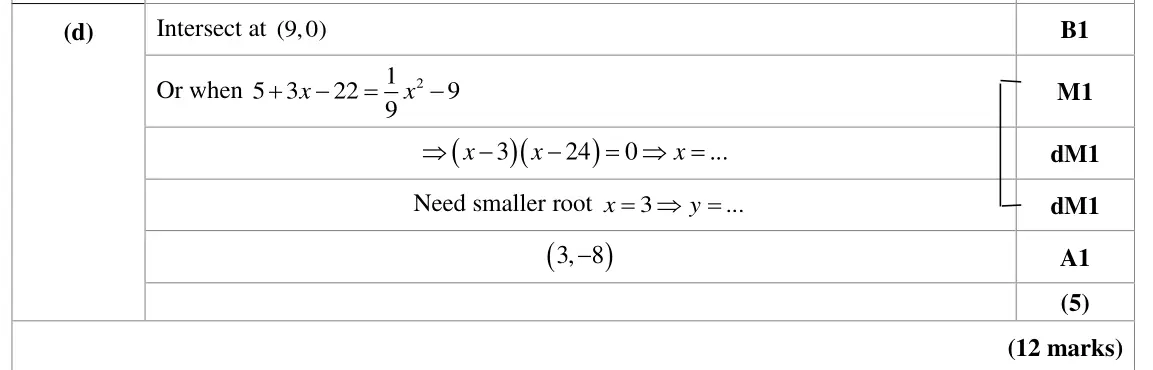 (d) Intersect at (9,0) B1
Or when 5+3x−22=1/9 x²−9 M1
⇒(x−3)(x−24)=0⇒x=... dM1
Need smaller root x=3⇒y=... dM1
(3,−8) A1
(5)
(12 marks)